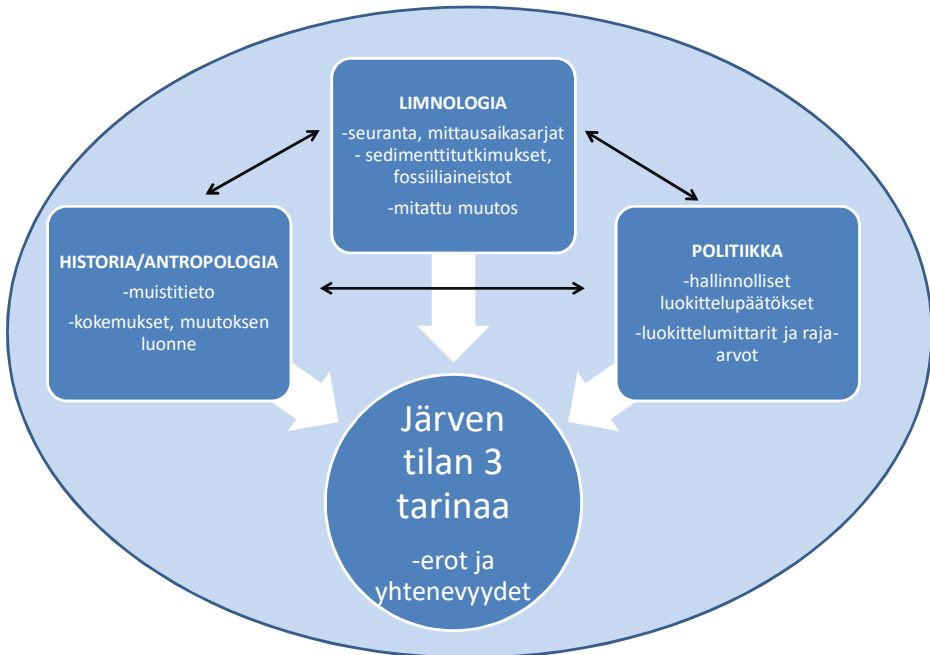 LIMNOLOGIA
-seuranta, mittausaikasarjat
- sedimenttitutkimukset,
fossiiliaineistot
-mitattu muutos
HISTORIA/ANTROPOLOGIA
-muistitieto
-kokemukset, muutoksen
luonne
POLITIIKKA
-hallinnolliset
luokittelupäätökset
-luokittelumittarit ja raja-
arvot
Järven
tilan 3
tarinaa
-erot ja
yhtenevyydet